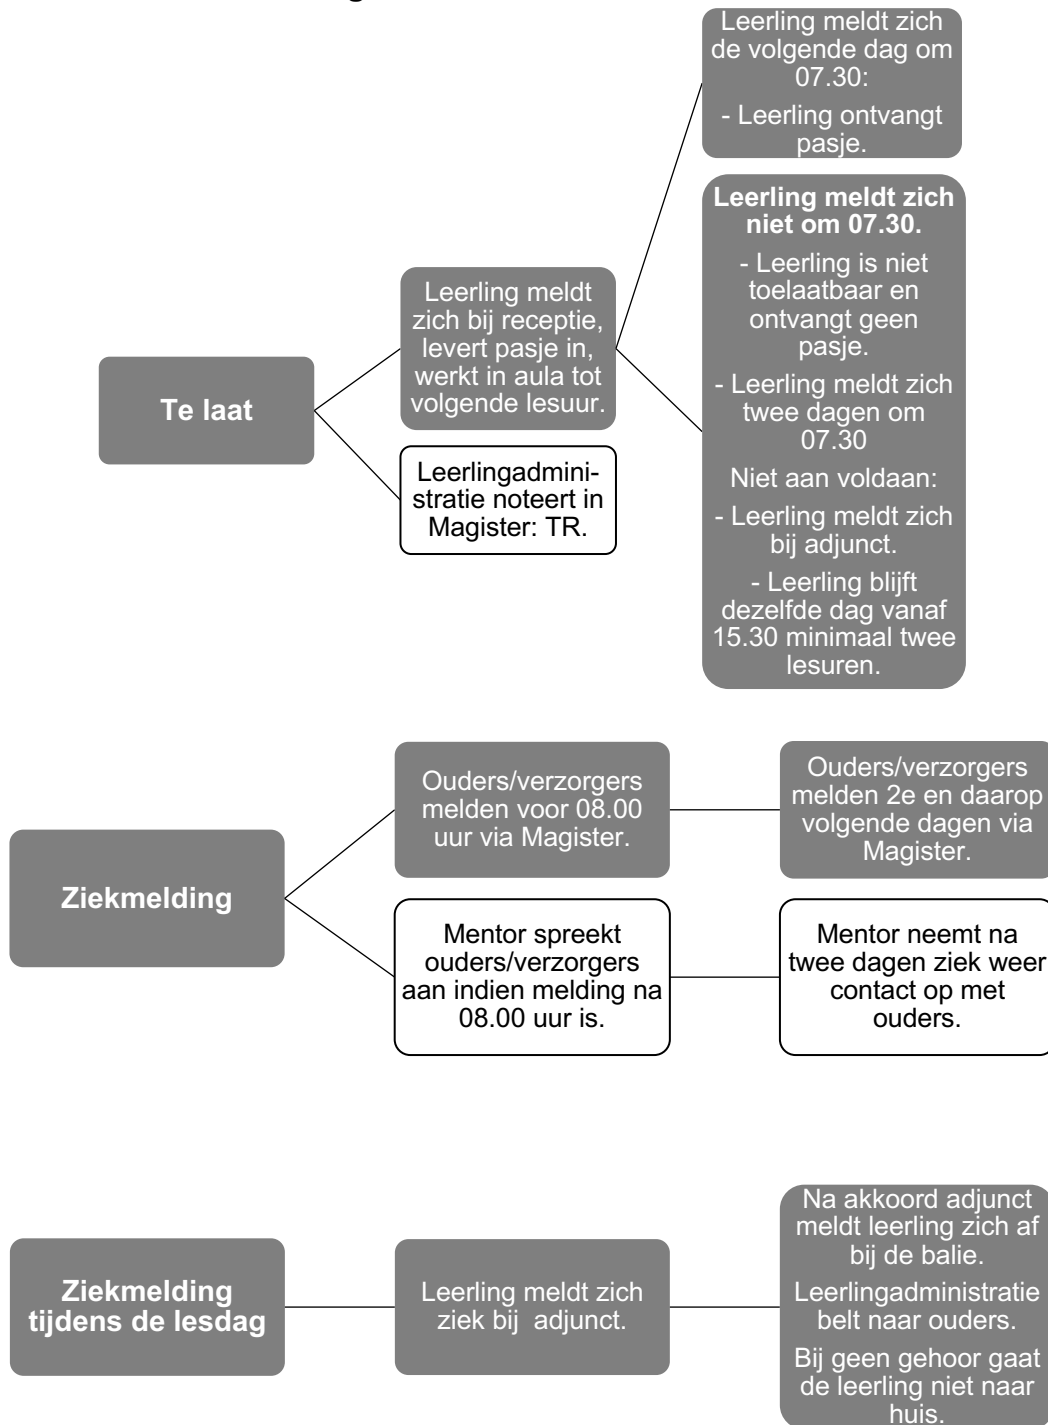 Leerling meldt zich
de volgende dag om
07.30:
- Leerling ontvangt
pasje.
Leerling meldt zich
niet om 07.30.
- Leerling is niet
toelaatbaar en
ontvangt geen
pasje.
- Leerling meldt zich
twee dagen om
07.30
Niet aan voldaan:
- Leerling meldt zich
bij adjunct.
- Leerling blijft
dezelfde dag vanaf
15.30 minimaal twee
lesuren.
Leerling meldt
zich bij receptie,
levert pasje in,
werkt in aula tot
volgende lesuur.
Te laat
Leerlingadmini-
stratie noteert in
Magister: TR.
Ouders/verzorgers
melden voor 08.00
uur via Magister.
Ouders/verzorgers
melden 2e en daarop
volgende dagen via
Magister.
Ziekmelding
Mentor spreekt
ouders/verzorgers
aan indien melding na
08.00 uur is.
Mentor neemt na
twee dagen ziek weer
contact op met
ouders.
Ziekmelding
tijdens de lesdag
Leerling meldt zich
ziek bij  adjunct.
Na akkoord adjunct
meldt leerling zich af
bij de balie.
Leerlingadministratie
belt naar ouders.
Bij geen gehoor gaat
de leerling niet naar
huis.